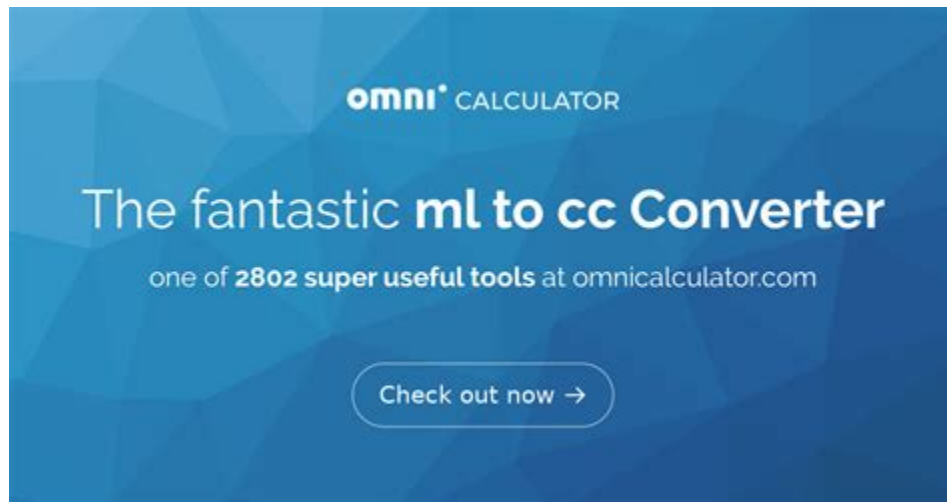 omni CALCULATOR
The fantastic ml to cc Converter
one of 2802 super useful tools at omnicalculator.com
Check out now →